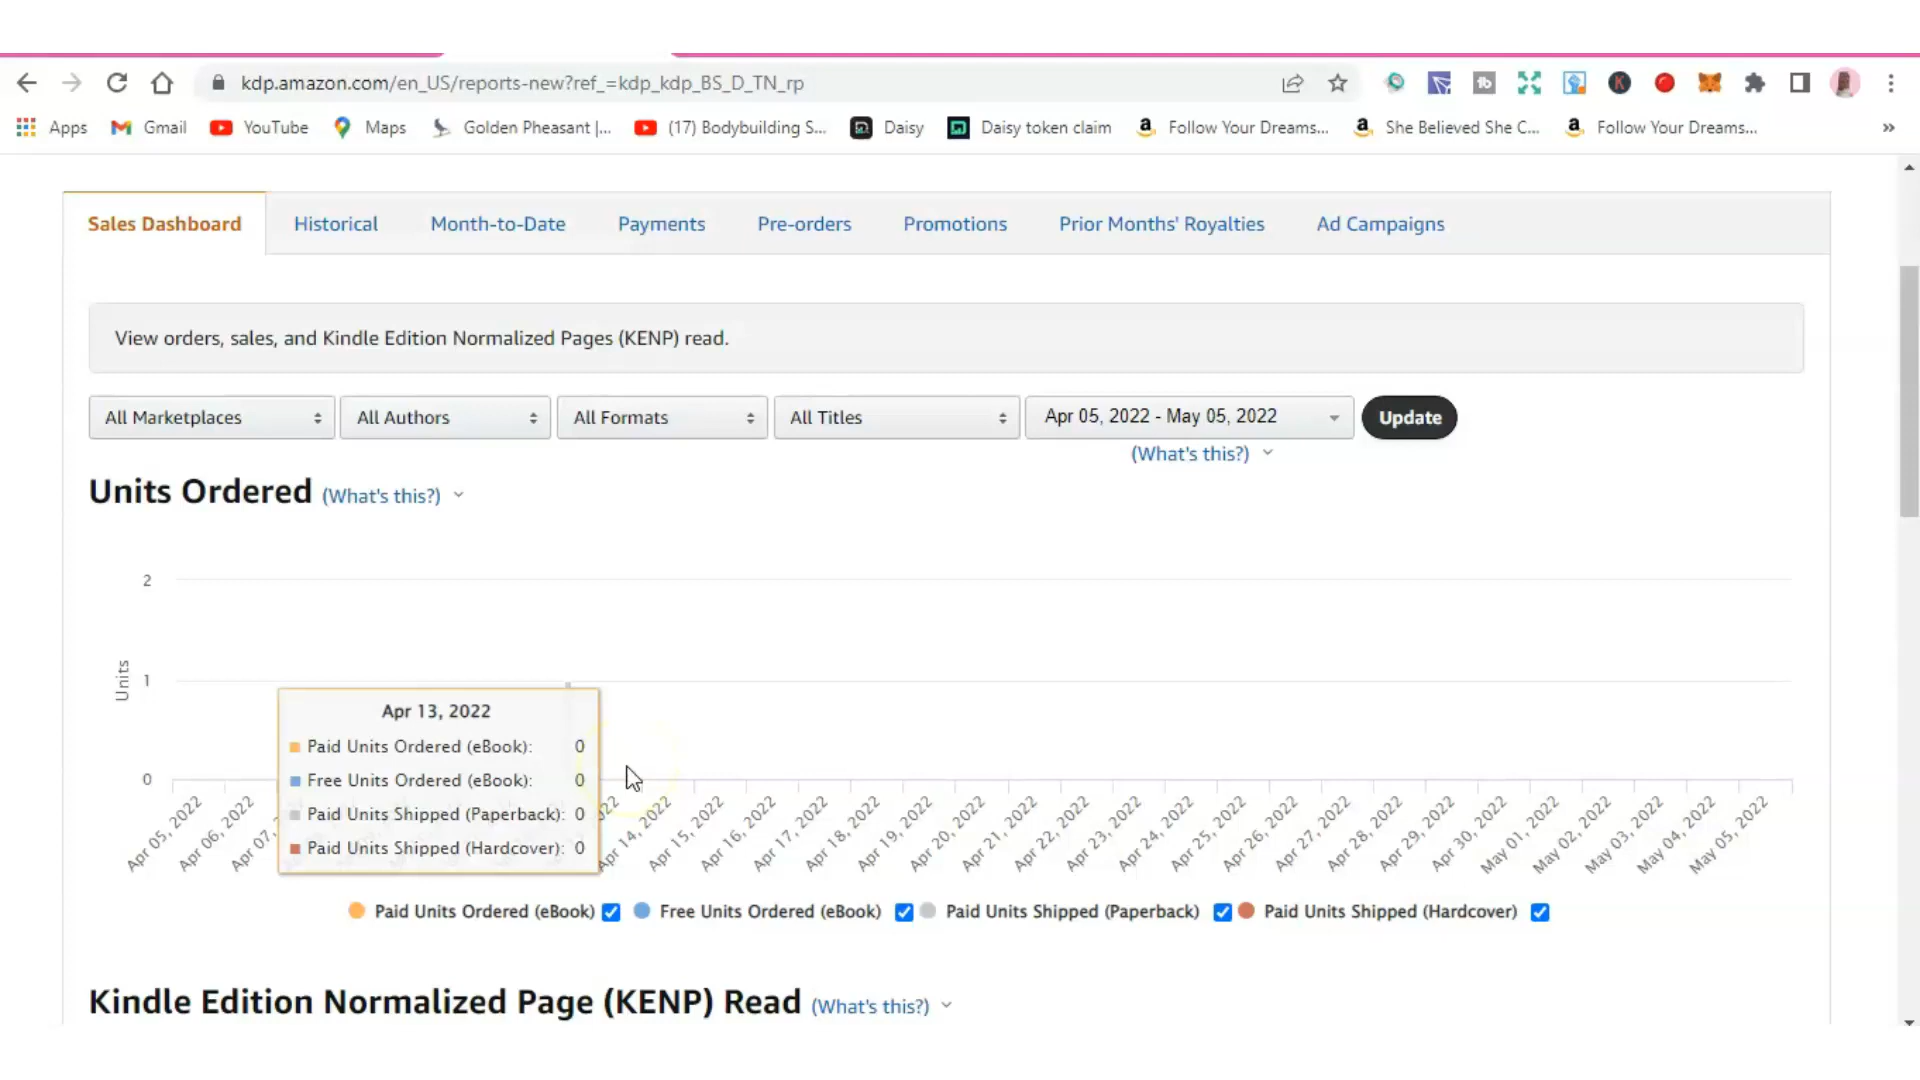 kdp.amazon.com/en_US/reports-new?ref_=kdp_kdp_BS_D_TN_rp
Apps Gmail YouTube Maps Golden Pheasant |... (17) Bodybuilding S... Daisy Daisy token claim Follow Your Dreams... She Believed She C... Follow Your Dreams... »
Sales Dashboard Historical Month-to-Date Payments Pre-orders Promotions Prior Months' Royalties Ad Campaigns
View orders, sales, and Kindle Edition Normalized Pages (KENP) read.
All Marketplaces All Authors All Formats All Titles Apr 05, 2022 - May 05, 2022 Update
(What's this?)
Units Ordered (What's this?)
2
Units
1
0
Apr 13, 2022
Paid Units Ordered (eBook): 0
Free Units Ordered (eBook): 0
Paid Units Shipped (Paperback): 0
Paid Units Shipped (Hardcover): 0
Apr 05, 2022 Apr 06, 2022 Apr 07, Apr 14, 2022 Apr 15, 2022 Apr 16, 2022 Apr 17, 2022 Apr 18, 2022 Apr 19, 2022 Apr 20, 2022 Apr 21, 2022 Apr 22, 2022 Apr 23, 2022 Apr 24, 2022 Apr 25, 2022 Apr 26, 2022 Apr 27, 2022 Apr 28, 2022 Apr 29, 2022 Apr 30, 2022 May 01, 2022 May 02, 2022 May 03, 2022 May 04, 2022 May 05, 2022
Paid Units Ordered (eBook) Free Units Ordered (eBook) Paid Units Shipped (Paperback) Paid Units Shipped (Hardcover)
Kindle Edition Normalized Page (KENP) Read (What's this?)